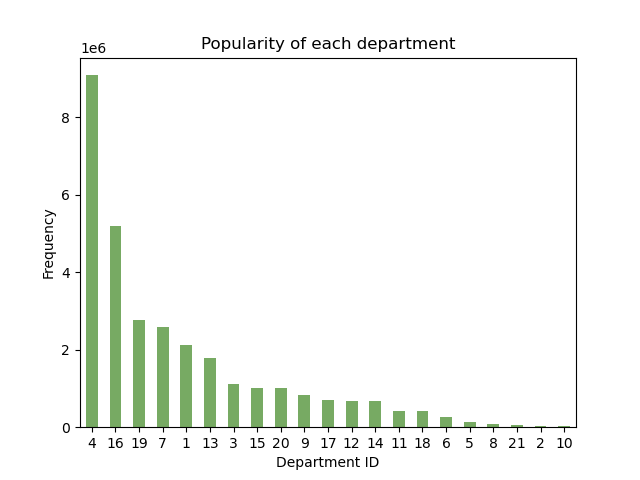 Popularity of each department
1e6
8
6
4
2
0
Frequency
4 16 19 7 1 13 3 15 20 9 17 12 14 11 18 6 5 8 21 2 10
Department ID